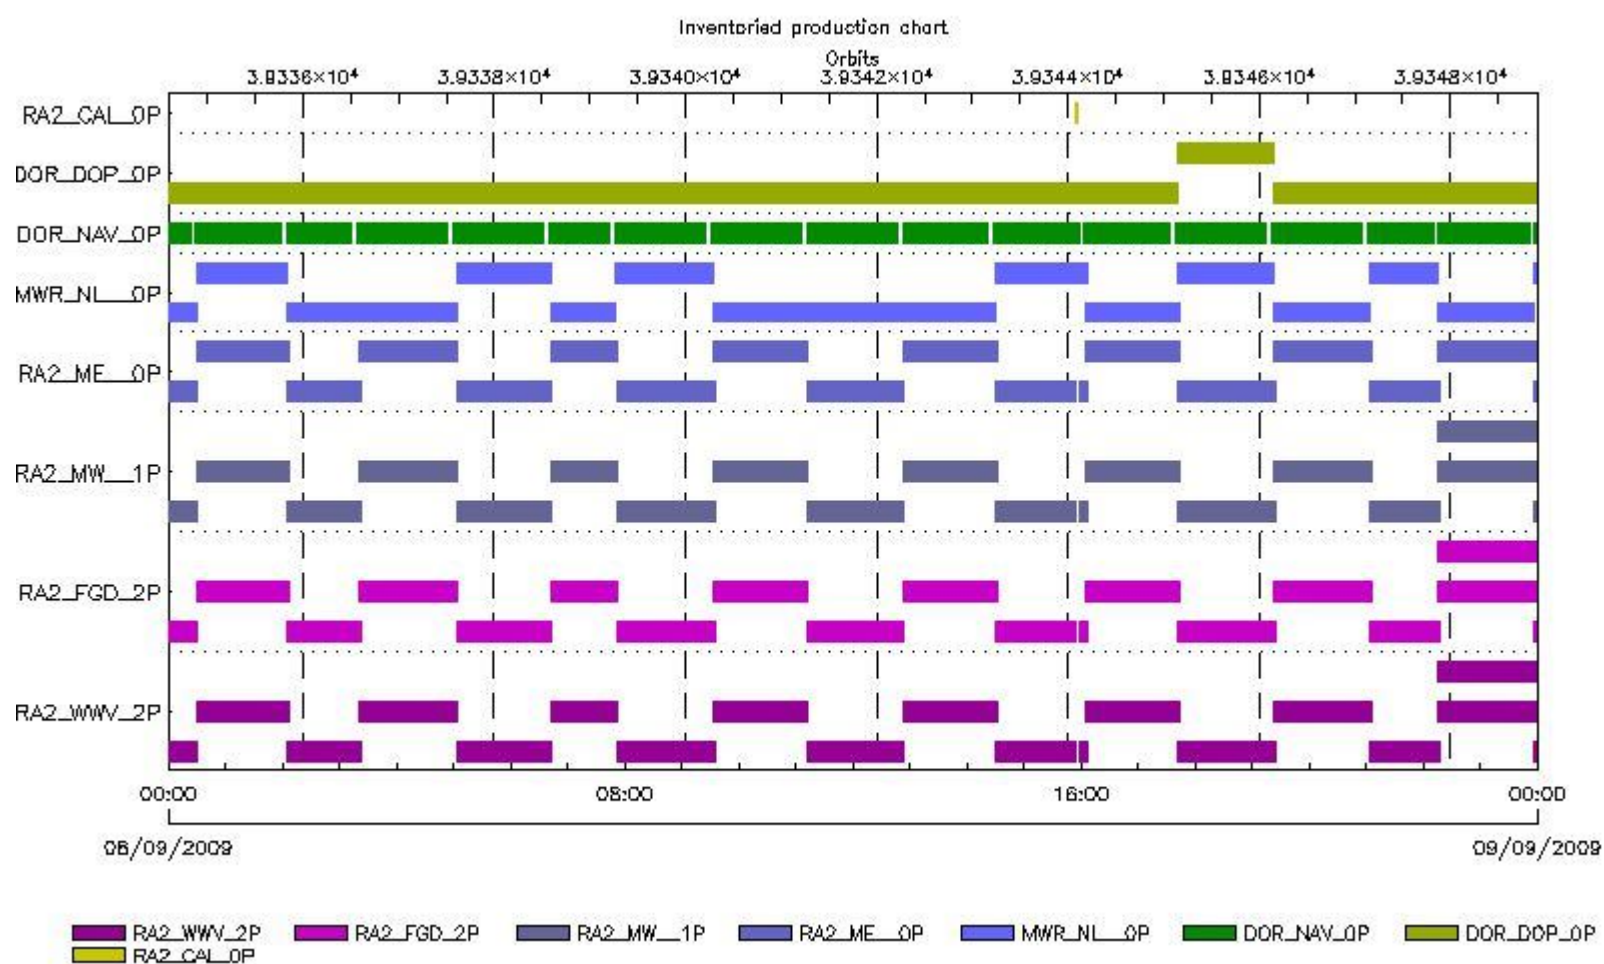 Inventoried production chart
Orbits
3.9336×10⁴ 3.9338×10⁴ 3.9340×10⁴ 3.9342×10⁴ 3.9344×10⁴ 3.9346×10⁴ 3.9348×10⁴
RA2_CAL_0P
DOR_DOP_0P
DOR_NAV_0P
MWR_NL__0P
RA2_ME__0P
RA2_MW__1P
RA2_FGD_2P
RA2_WWV_2P
00:00 08:00 16:00 00:00
08/09/2009 09/09/2009
RA2_WWV_2P RA2_FGD_2P RA2_MW__1P RA2_ME__0P MWR_NL__0P DOR_NAV_0P DOR_DOP_0P
RA2_CAL_0P